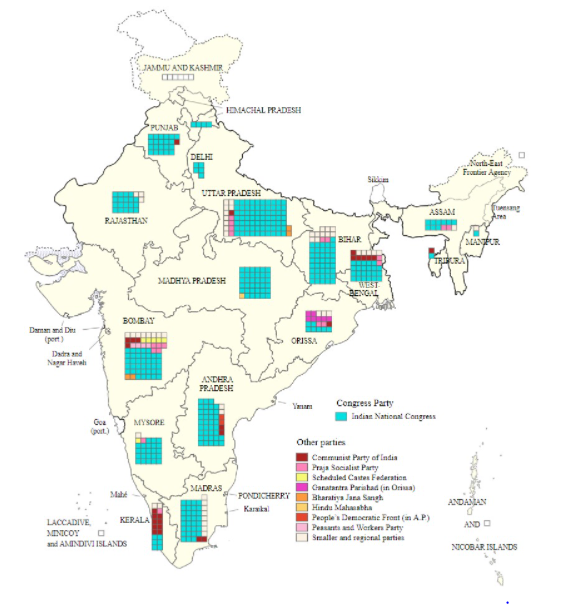 JAMMU AND KASHMIR
HIMACHAL PRADESH
PUNJAB
DELHI
North-East
Frontier Agency
Sikkim
UTTAR PRADESH
Tuensang
Area
RAJASTHAN
ASSAM
BIHAR
MANIPUR
TRIPURA
MADHYA PRADESH
WEST
BENGAL
BOMBAY
Daman and Diu
(port.)
ORISSA
Dadra and
Nagar Haveli
ANDHRA
PRADESH
Congress Party
Yanam
Indian National Congress
Goa
(port.)
MYSORE
Other parties
Communist Party of India
Praja Socialist Party
Scheduled Castes Federation.
Ganatantra Parishad (in Orissa)
Bharatiya Jana Sangh
Hindu Mahasabha
People's Democratic Front (in A.P.)
Peasants and Workers Party
Smaller and regional parties
Mahé
MADRAS
PONDICHERRY
Karaikal
KERALA
LACCADIVE,
MINICOY
and AMINDIVI ISLANDS
ANDAMAN
AND
NICOBAR ISLANDS